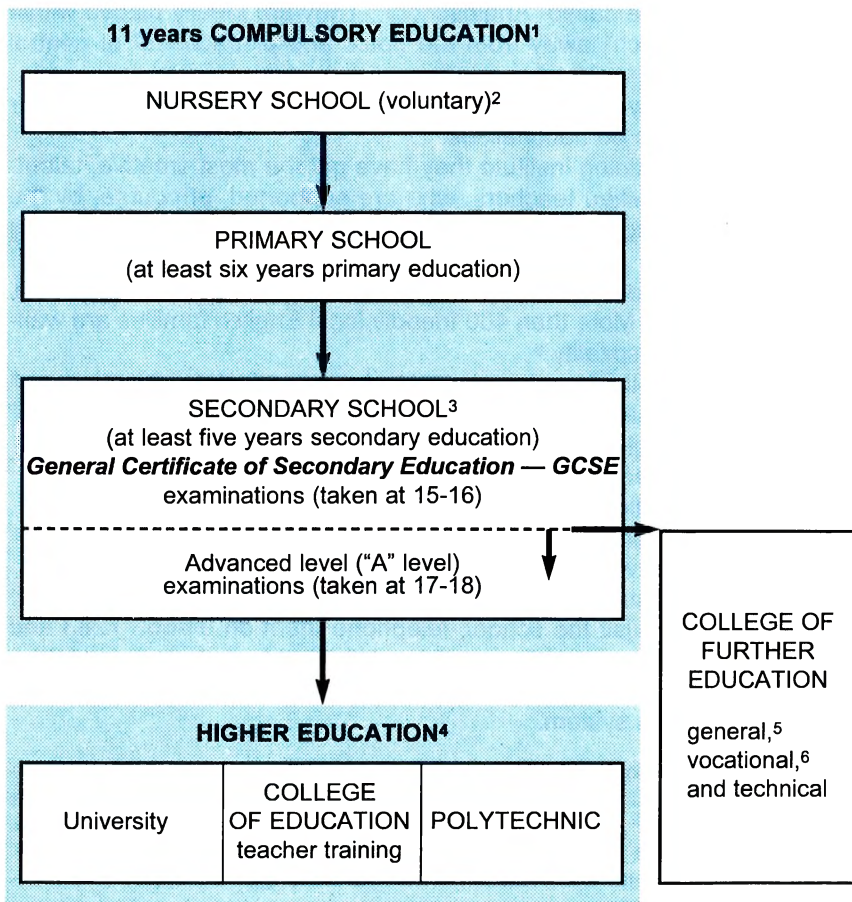 11 years COMPULSORY EDUCATION¹
NURSERY SCHOOL (voluntary)²
PRIMARY SCHOOL
(at least six years primary education)
SECONDARY SCHOOL³
(at least five years secondary education)
General Certificate of Secondary Education — GCSE
examinations (taken at 15-16)
Advanced level ("A" level)
examinations (taken at 17-18)
COLLEGE OF
FURTHER
EDUCATION
general,⁵
vocational,⁶
and technical
HIGHER EDUCATION⁴
University
COLLEGE
OF EDUCATION
teacher training
POLYTECHNIC